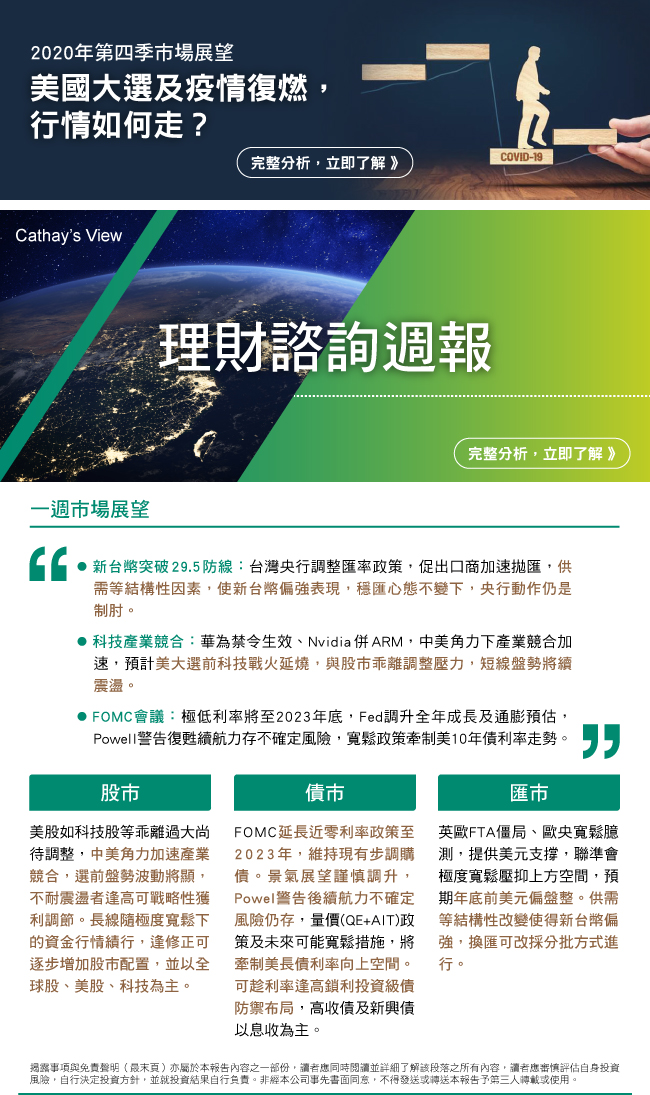 2020年第四季市場展望
美國大選及疫情復燃，
行情如何走？
完整分析，立即了解》
COVID-19
Cathay's View
理財諮詢週報
完整分析，立即了解》
一週市場展望
● 新台幣突破29.5防線：台灣央行調整匯率政策，促出口商加速拋匯，供
需等結構性因素，使新台幣偏強表現，穩匯心態不變下，央行動作仍是
制肘。
● 科技產業競合：華為禁令生效、Nvidia併ARM，中美角力下產業競合加
速，預計美大選前科技戰火延燒，與股市乖離調整壓力，短線盤勢將續
震盪。
● FOMC會議：極低利率將至2023年底，Fed調升全年成長及通膨預估，
Powell警告復甦續航力存不確定風險，寬鬆政策牽制美10年債利率走勢。
股市
美股如科技股等乖離過大尚
待調整，中美角力加速產業
競合，選前盤勢波動將顯，
不耐震盪者逢高可戰略性獲
利調節。長線隨極度寬鬆下
的資金行情續行，逢修正可
逐步增加股市配置，並以全
球股、美股、科技為主。
債市
FOMC延長近零利率政策至
2023年，維持現有步調購
債。景氣展望謹慎調升，
Powel警告後續航力不確定
風險仍存，量價(QE+AIT)政
策及未來可能寬鬆措施，將
牽制美長債利率向上空間。
可趁利率逢高鎖利投資級債
防禦布局，高收債及新興債
以息收為主。
匯市
英歐FTA僵局、歐央寬鬆臆
測，提供美元支撐，聯準會
極度寬鬆壓抑上方空間，預
期年底前美元偏盤整。供需
等結構性改變使得新台幣偏
強，換匯可改採分批方式進
行。
揭露事項與免責聲明（最末頁）亦屬於本報告內容之一部份，讀者應同時閱讀並詳細了解該段落之所有內容，讀者應審慎評估自身投資
風險，自行決定投資方針，並就投資結果自行負責。非經本公司事先書面同意，不得發送或轉送本報告予第三人轉載或使用。